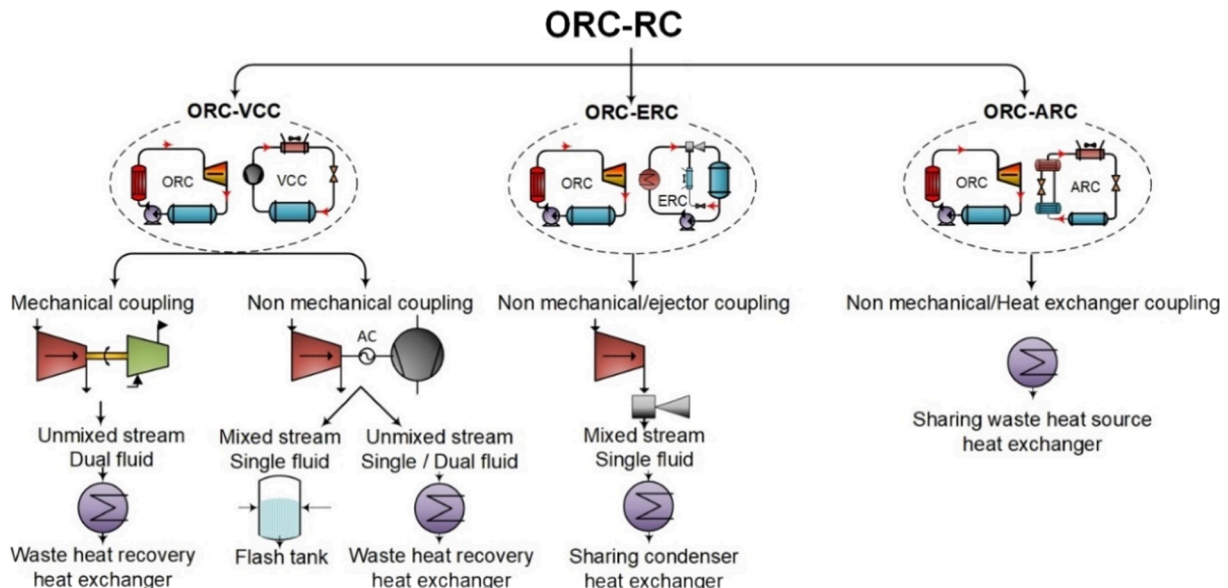 ORC-RC
ORC-VCC
ORC-ERC
ORC-ARC
ORC
VCC
ORC
ERC
ORC
ARC
Mechanical coupling
Non mechanical coupling
Non mechanical/ejector coupling
Non mechanical/Heat exchanger coupling
AC
Unmixed stream
Dual fluid
Mixed stream
Single fluid
Unmixed stream
Single / Dual fluid
Mixed stream
Single fluid
Sharing waste heat source
heat exchanger
Waste heat recovery
heat exchanger
Flash tank
Waste heat recovery
heat exchanger
Sharing condenser
heat exchanger